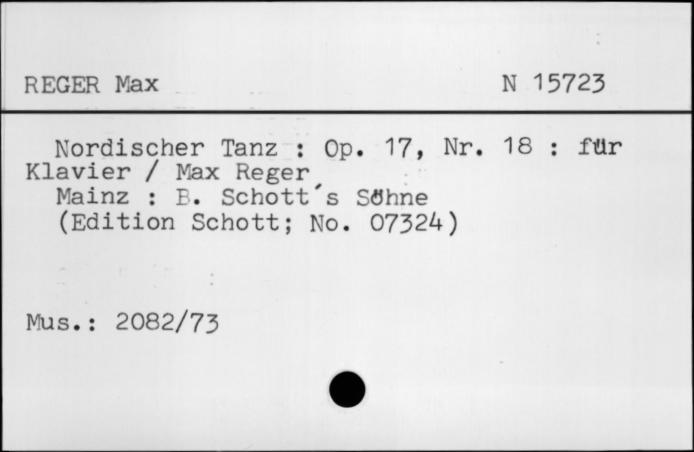 REGER Max N 15723
Nordischer Tanz : Op. 17, Nr. 18 : für
Klavier / Max Reger
Mainz : B. Schott´s Söhne
(Edition Schott; No. 07324)
Mus.: 2082/73